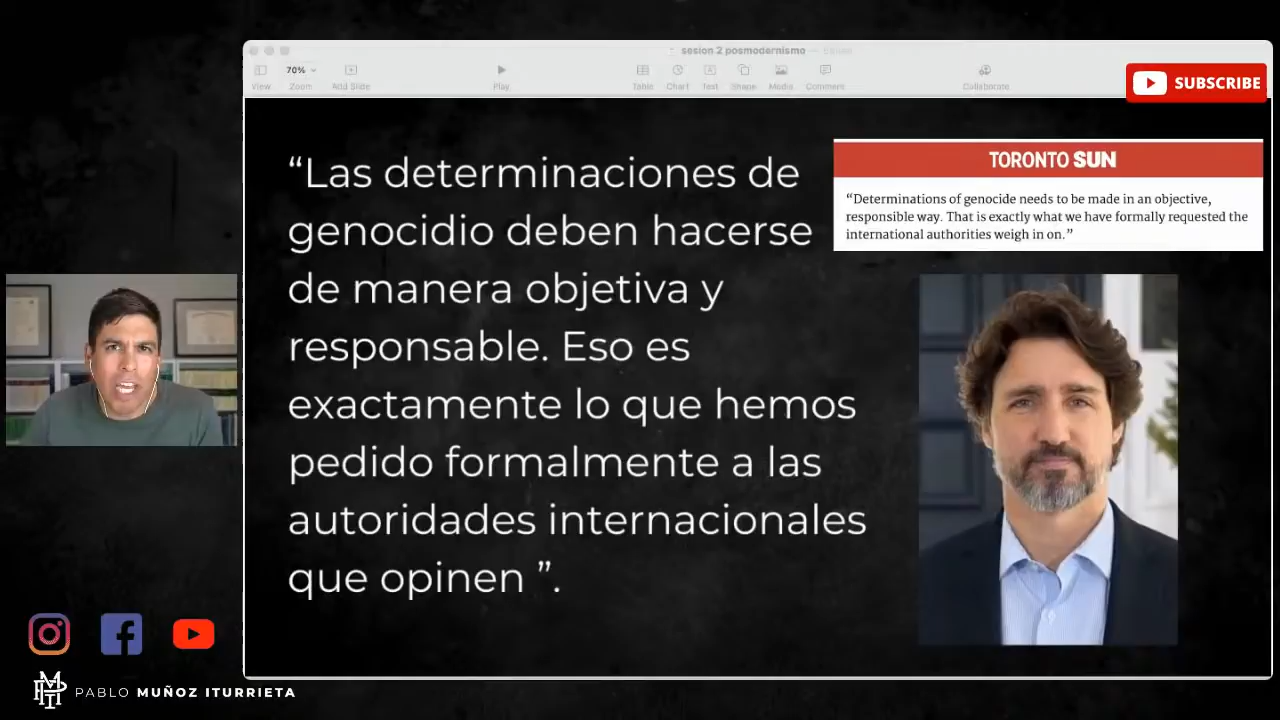 sesion 2 posmodernismo — Edited
70%
View
Zoom
Add Slide
Play
Table
Chart
Text
Shape
Media
Comment
Collaborate
SUBSCRIBE
“Las determinaciones de
genocidio deben hacerse
de manera objetiva y
responsable. Eso es
exactamente lo que hemos
pedido formalmente a las
autoridades internacionales
que opinen ”.
TORONTO SUN
“Determinations of genocide needs to be made in an objective,
responsible way. That is exactly what we have formally requested the
international authorities weigh in on.”
PABLO MUÑOZ ITURRIETA